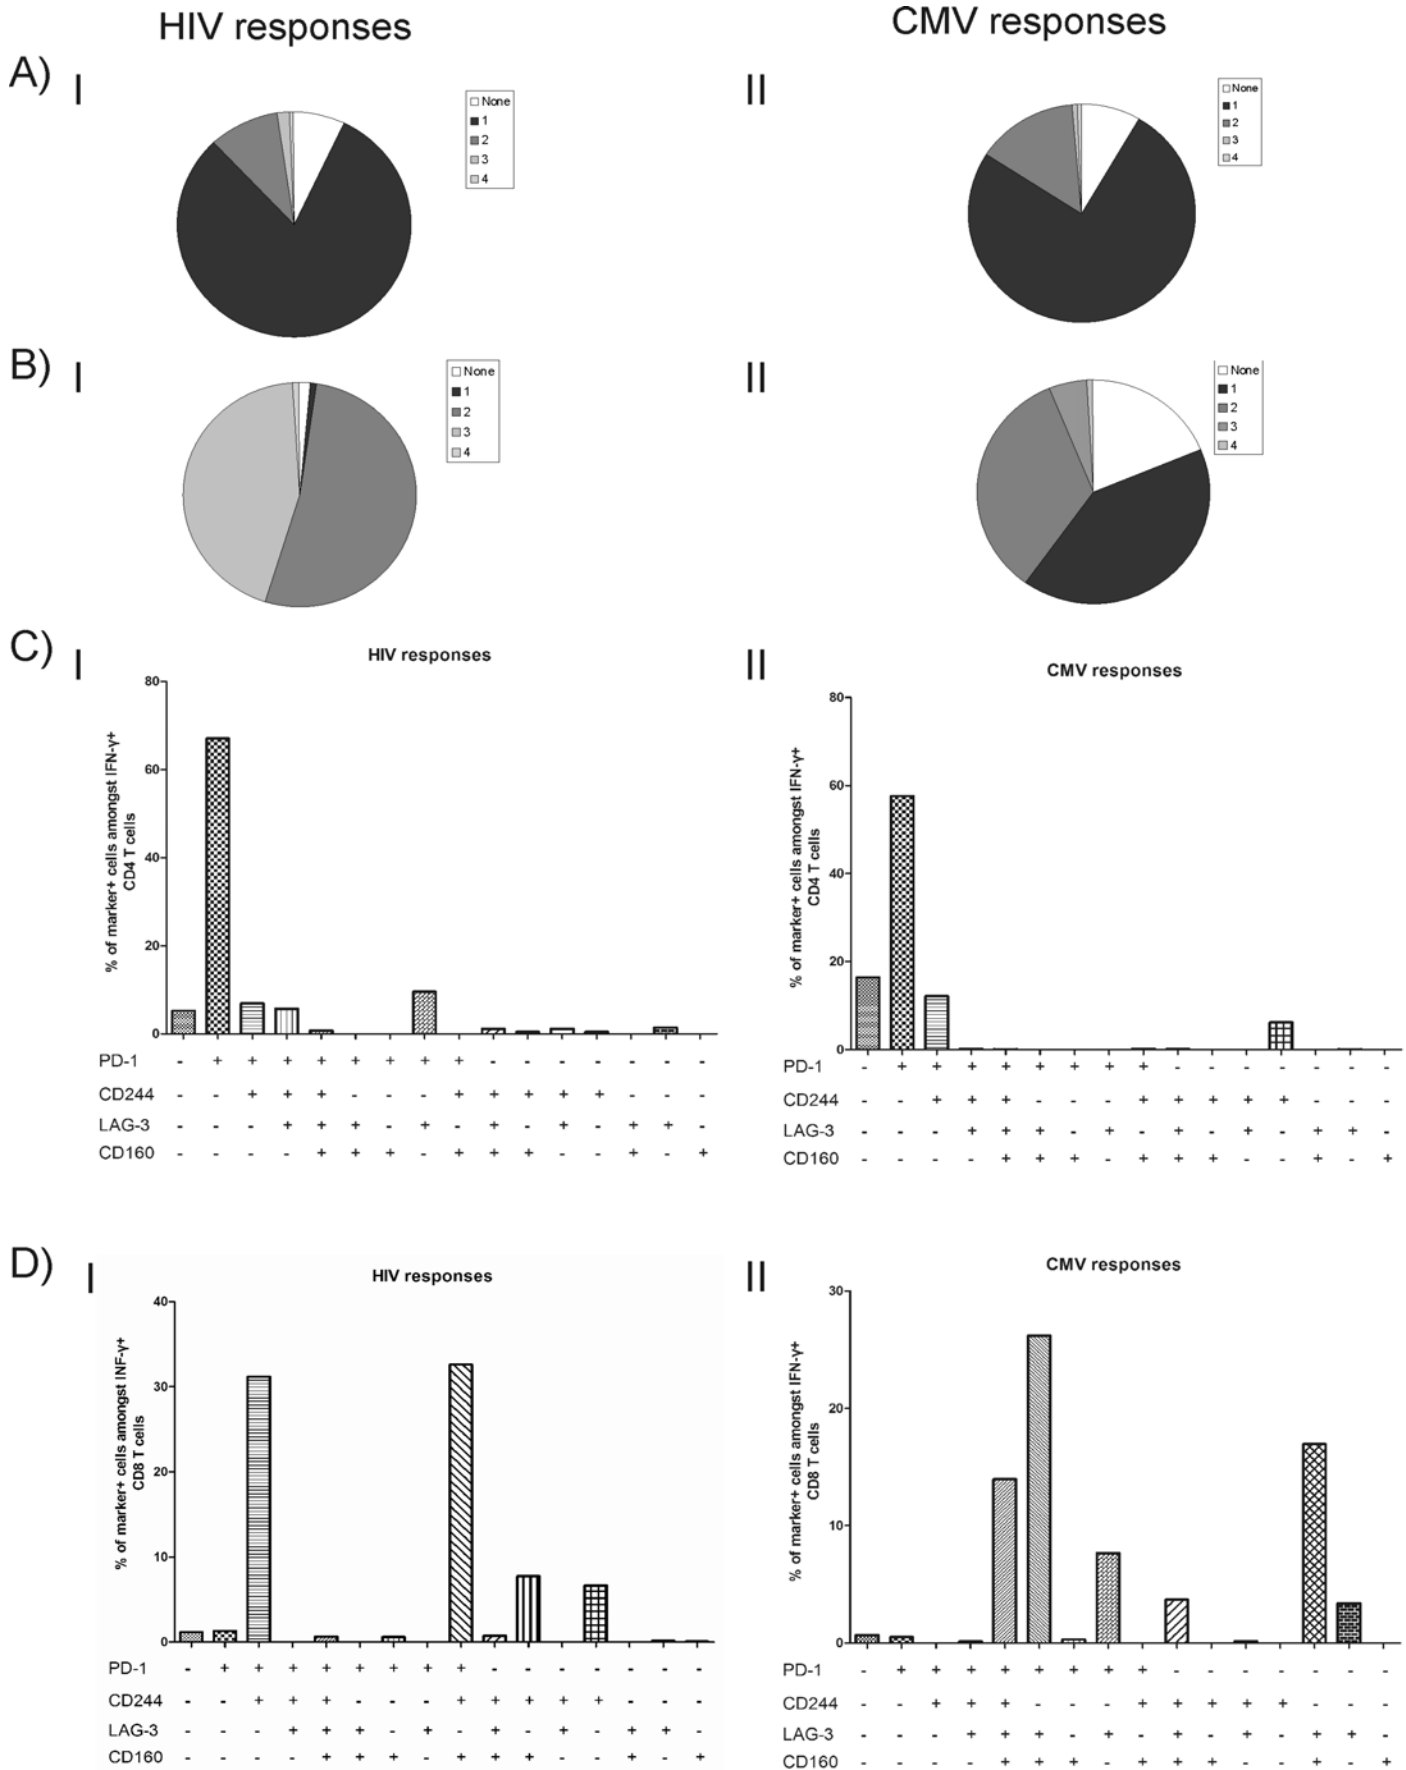 HIV responses
CMV responses
A) I
None
1
2
3
4
II
None
1
2
3
4
B) I
None
1
2
3
4
II
None
1
2
3
4
C) I
HIV responses
% of marker+ cells amongst IFN-γ+
CD4 T cells
80
60
40
20
0
PD-1 - + + + + + + + + - - - - - - -
CD244 - - + + + - - - + + + + + - - -
LAG-3 - - - + + + - + - + - + - + + -
CD160 - - - - + + + - + + + - - + - +
II
CMV responses
% of marker+ cells amongst IFN-γ+
CD4 T cells
80
60
40
20
0
PD-1 - + + + + + + + + - - - - - - -
CD244 - - + + + - - - + + + + + - - -
LAG-3 - - - + + + - + - + - + - + + -
CD160 - - - - + + + - + + + - - + - +
D) I
HIV responses
% of marker+ cells amongst INF-γ+
CD8 T cells
40
30
20
10
0
PD-1 - + + + + + + + + - - - - - - -
CD244 - - + + + - - - + + + + + - - -
LAG-3 - - - + + + - + - + - + - + + -
CD160 - - - - + + + - + + + - - + - +
II
CMV responses
% of marker+ cells amongst IFN-γ+
CD8 T cells
30
20
10
0
PD-1 - + + + + + + + + - - - - - - -
CD244 - - + + + - - - + + + + + - - -
LAG-3 - - - + + + - + - + - + - + + -
CD160 - - - - + + + - + + + - - + - +